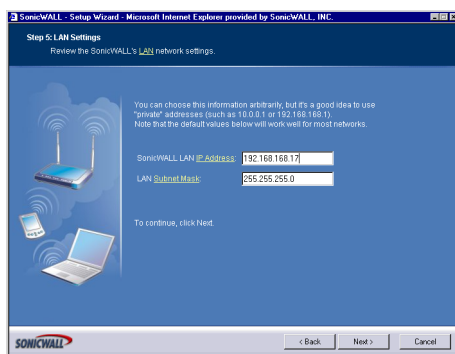 SonicWALL - Setup Wizard - Microsoft Internet Explorer provided by SonicWALL, INC.
Step 5: LAN Settings
Review the SonicWALL's LAN network settings.
You can choose this information arbitrarily, but it's a good idea to use
"private" addresses (such as 10.0.0.1 or 192.168.168.1).
Note that the default values below will work well for most networks.
SonicWALL LAN IP Address: 192.168.168.17
LAN Subnet Mask: 255.255.255.0
To continue, click Next.
SONICWALL
< Back Next > Cancel